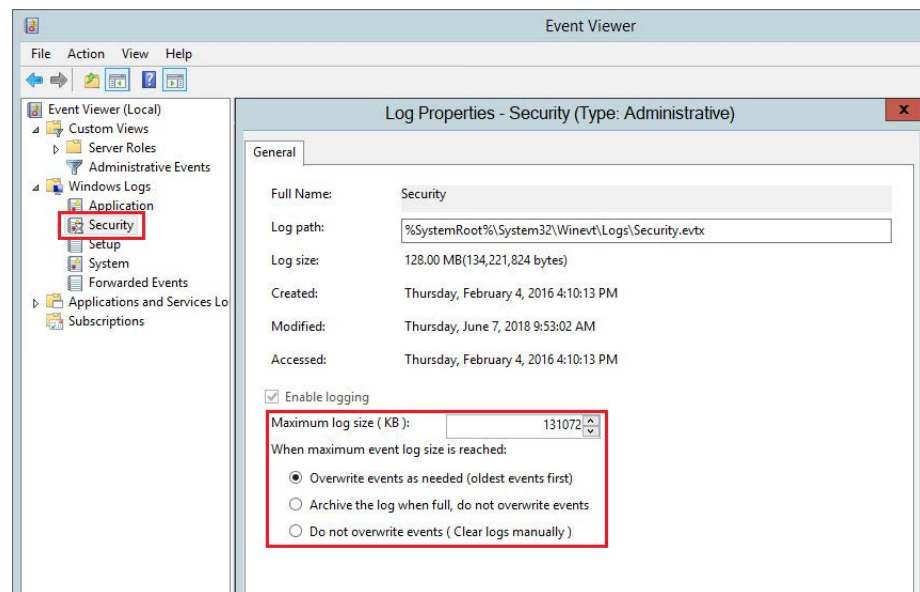 Event Viewer
File Action View Help
Event Viewer (Local)
Custom Views
Server Roles
Administrative Events
Windows Logs
Application
Security
Setup
System
Forwarded Events
Applications and Services Lo
Subscriptions
Log Properties - Security (Type: Administrative)
x
General
Full Name: Security
Log path: %SystemRoot%\System32\Winevt\Logs\Security.evtx
Log size: 128.00 MB(134,221,824 bytes)
Created: Thursday, February 4, 2016 4:10:13 PM
Modified: Thursday, June 7, 2018 9:53:02 AM
Accessed: Thursday, February 4, 2016 4:10:13 PM
Enable logging
Maximum log size ( KB ): 131072
When maximum event log size is reached:
Overwrite events as needed (oldest events first)
Archive the log when full, do not overwrite events
Do not overwrite events ( Clear logs manually )